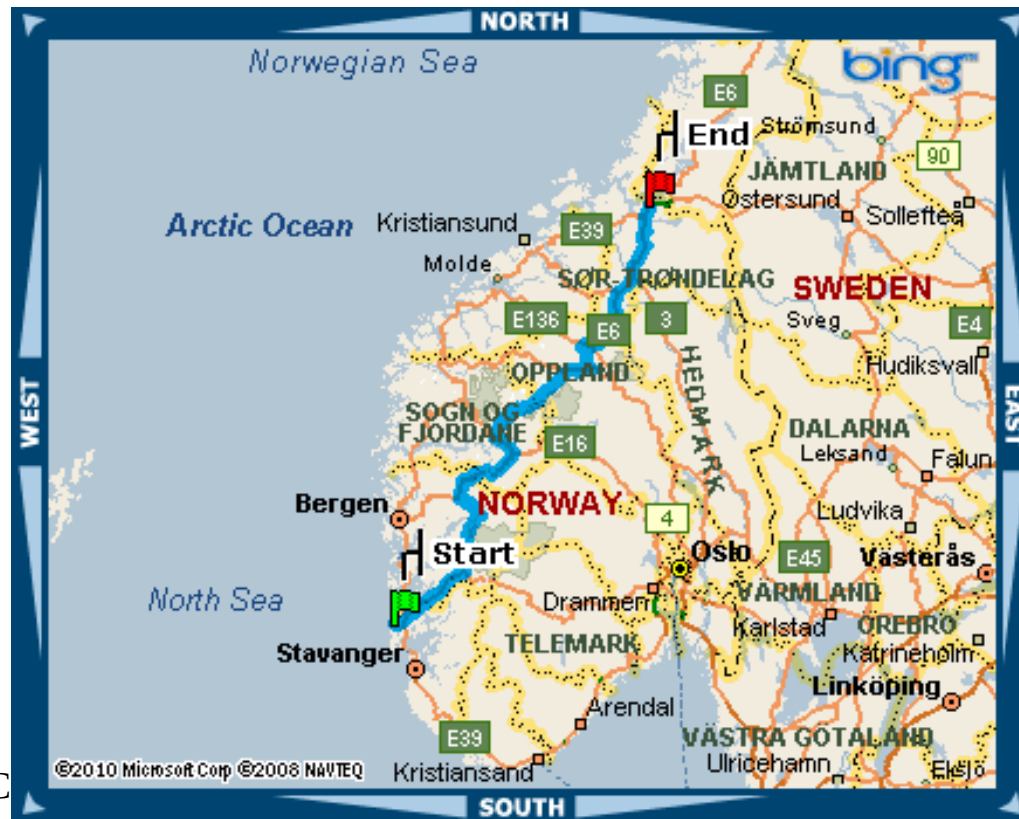 NORTH
Norwegian Sea
bing™
E6
End
Strömsund
90
JÄMTLAND
Östersund
Sollefteå
Arctic Ocean
Kristiansund
E39
Molde
SØR-TRØNDELAG
SWEDEN
E136
E6
3
Sveg
E4
Hudiksvall
OPPLAND
HEDMARK
WEST
EAST
SOGN OG
FJORDANE
E16
DALARNA
Leksand
Falun
Bergen
NORWAY
4
Ludvika
Start
Oslo
E45
Västerås
North Sea
Drammen
VÄRMLAND
Karlstad
ÖREBRO
Stavanger
TELEMARK
Katrineholm
Linköping
Arendal
E39
VÄSTRA GÖTALAND
©2010 Microsoft Corp ©2008 NAVTEQ
Kristiansand
Ulricehamn
Eksjö
C
SOUTH